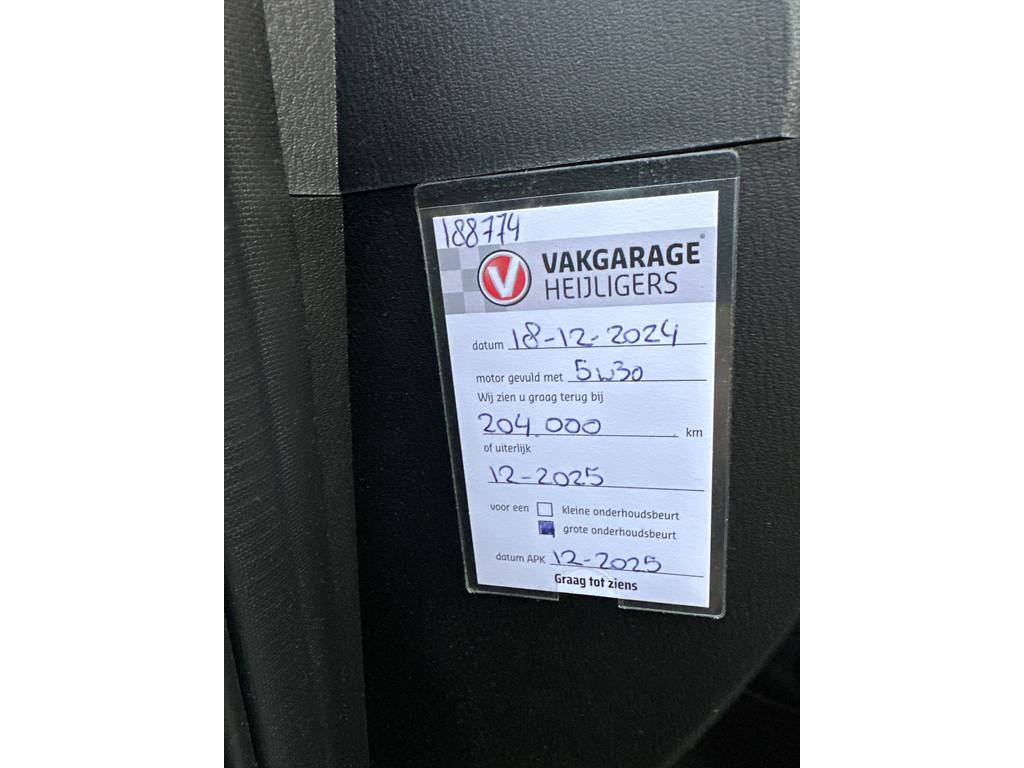 188774
V VAKGARAGE®
HEIJLIGERS
datum 18-12-2024
motor gevuld met 5w30
Wij zien u graag terug bij
204.000 km
of uiterlijk
12-2025
voor een kleine onderhoudsbeurt
grote onderhoudsbeurt
datum APK 12-2025
Graag tot ziens